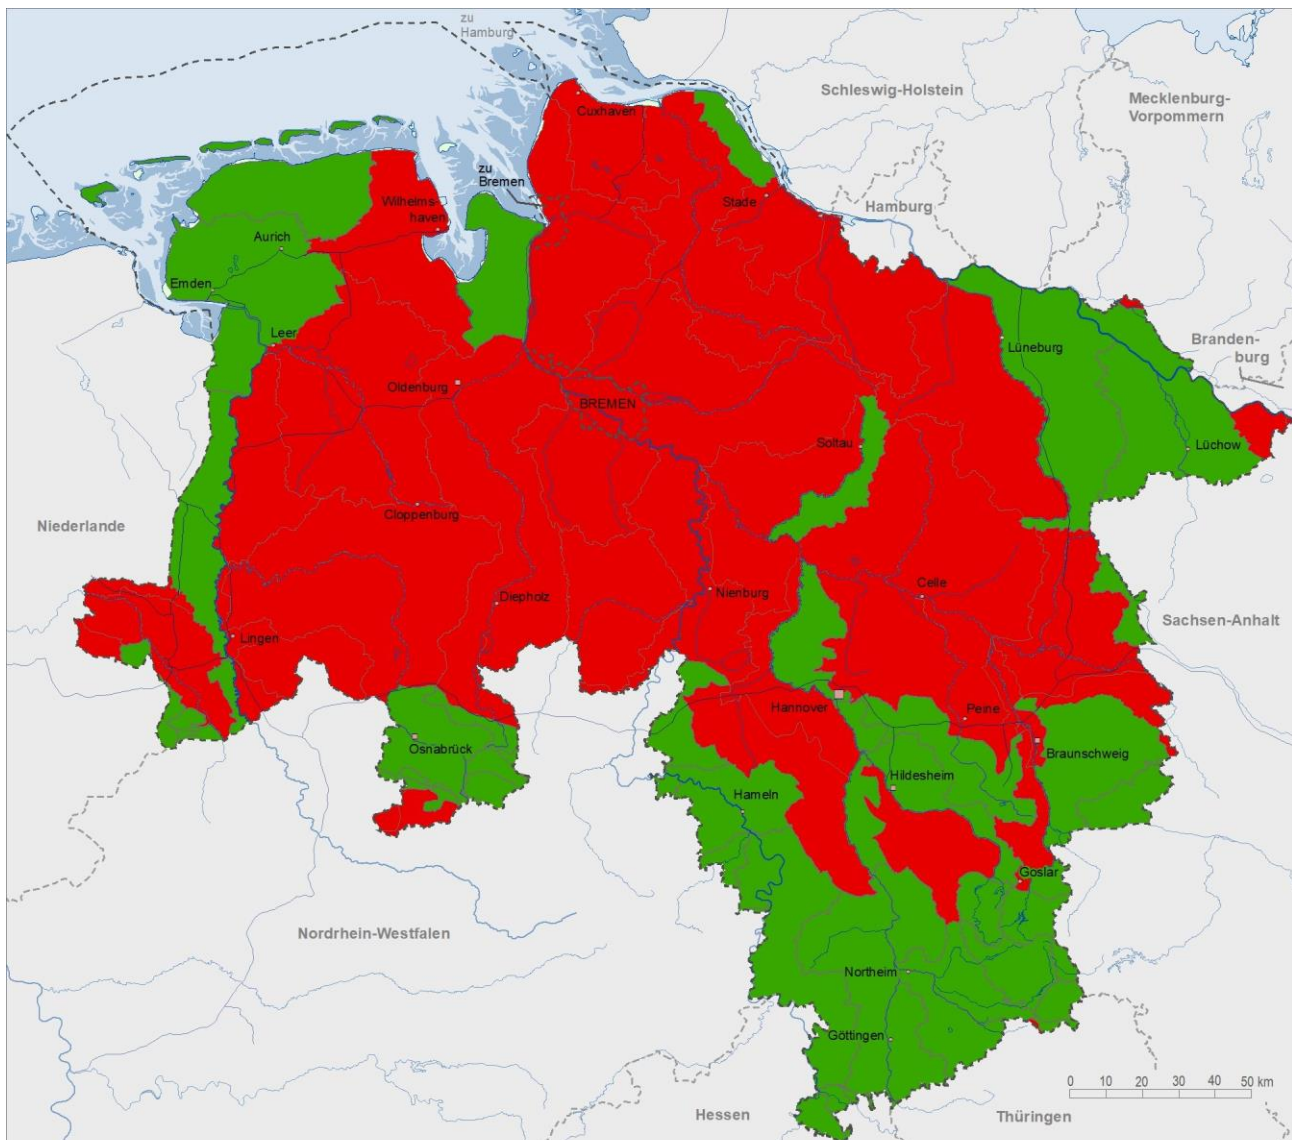 zu
Hamburg
Schleswig-Holstein
Mecklenburg-
Vorpommern
Cuxhaven
zu
Bremen
Wilhelms-
haven
Stade
Hamburg
Aurich
Emden
Leer
Lüneburg
Branden-
burg
Oldenburg
BREMEN
Soltau
Lüchow
Niederlande
Cloppenburg
Celle
Diepholz
Nienburg
Sachsen-Anhalt
Lingen
Hannover
Peine
Osnabrück
Braunschweig
Hildesheim
Hameln
Goslar
Nordrhein-Westfalen
Northeim
Göttingen
0 10 20 30 40 50 km
Hessen
Thüringen